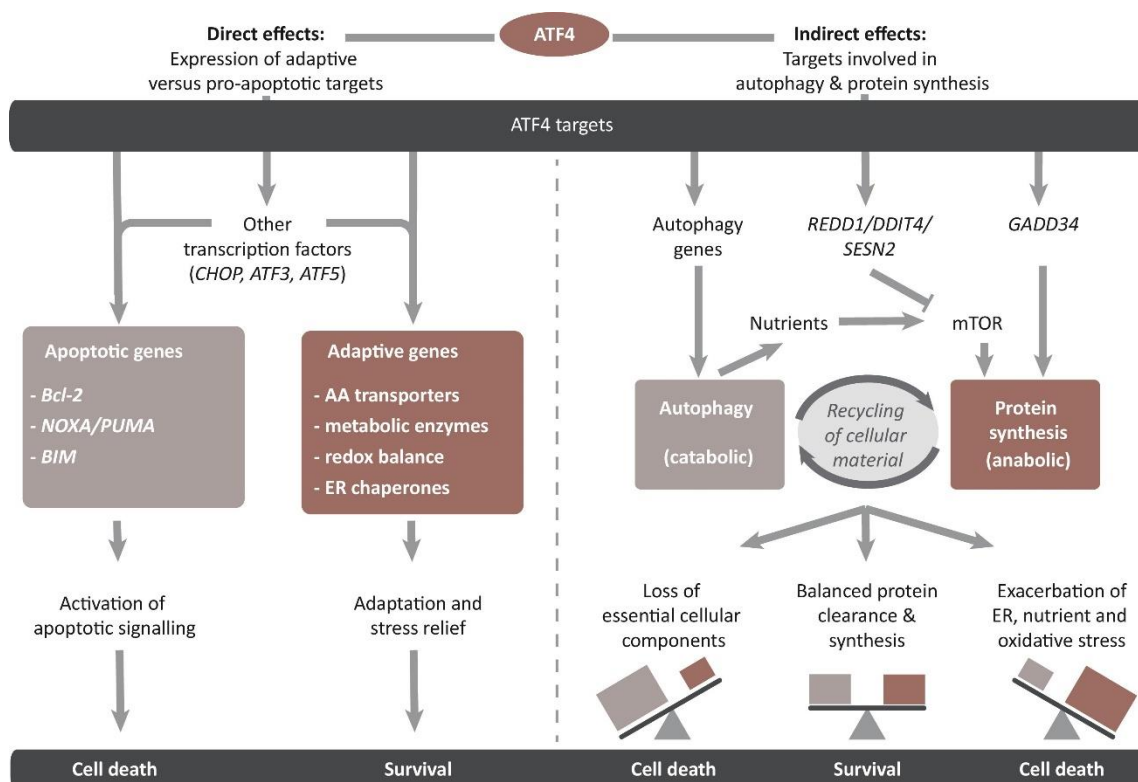 Direct effects:
Expression of adaptive
versus pro-apoptotic targets
ATF4
Indirect effects:
Targets involved in
autophagy & protein synthesis
ATF4 targets
Other
transcription factors
(CHOP, ATF3, ATF5)
Apoptotic genes
- Bcl-2
- NOXA/PUMA
- BIM
Adaptive genes
- AA transporters
- metabolic enzymes
- redox balance
- ER chaperones
Activation of
apoptotic signalling
Adaptation and
stress relief
Autophagy
genes
REDD1/DDIT4/
SESN2
GADD34
Nutrients
mTOR
Autophagy
(catabolic)
Recycling
of cellular
material
Protein
synthesis
(anabolic)
Loss of
essential cellular
components
Balanced protein
clearance &
synthesis
Exacerbation of
ER, nutrient and
oxidative stress
Cell death
Survival
Cell death
Survival
Cell death